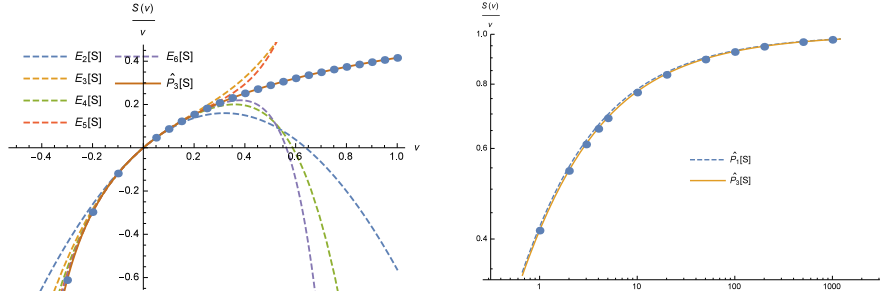 S(v)
v
E₂[S]
E₃[S]
E₄[S]
E₅[S]
E₆[S]
P̂₃[S]
0.4
0.2
-0.2
-0.4
-0.6
-0.4 -0.2 0.2 0.4 0.6 0.8 1.0 v
S(v)
v
1.0
0.8
0.6
0.4
P̂₁[S]
P̂₃[S]
1 10 100 1000